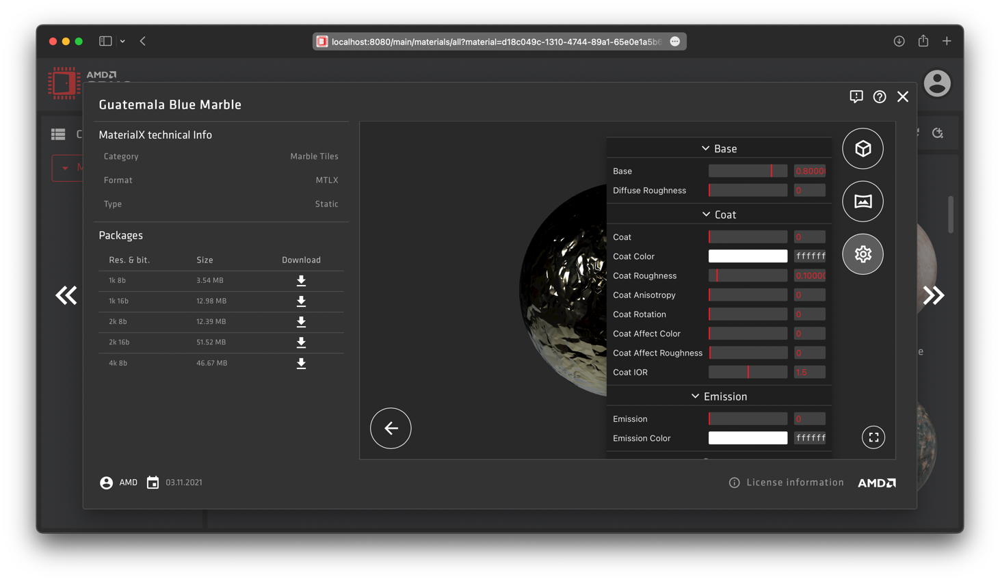 localhost:8080/main/materials/all?material=d18c049c-1310-4744-89a1-65e0e1a5b6
AMD
Guatemala Blue Marble
MaterialX technical Info
Category Marble Tiles
Format MTLX
Type Static
Packages
Res. & bit. Size Download
1k 8b 3.54 MB
1k 16b 12.98 MB
2k 8b 12.39 MB
2k 16b 51.52 MB
4k 8b 46.67 MB
Base
Base 0.8000
Diffuse Roughness 0
Coat
Coat 0
Coat Color ffffff
Coat Roughness 0.1000
Coat Anisotropy 0
Coat Rotation 0
Coat Affect Color 0
Coat Affect Roughness 0
Coat IOR 1.5
Emission
Emission 0
Emission Color ffffff
AMD 03.11.2021
License information AMD